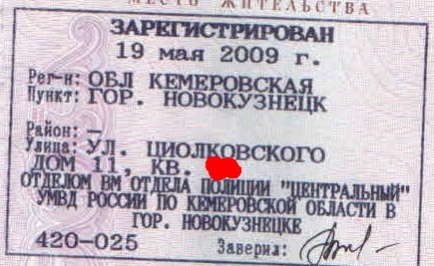 МЕСТО ЖИТЕЛЬСТВА
ЗАРЕГИСТРИРОВАН
19 мая 2009 г.
Рег-н: ОБЛ КЕМЕРОВСКАЯ
Пункт: ГОР. НОВОКУЗНЕЦК
Район: —
Улица: УЛ. ЦИОЛКОВСКОГО
ДОМ 11, КВ.
ОТДЕЛОМ ВМ ОТДЕЛА ПОЛИЦИИ "ЦЕНТРАЛЬНЫЙ"
УМВД РОССИИ ПО КЕМЕРОВСКОЙ ОБЛАСТИ В
ГОР. НОВОКУЗНЕЦКЕ
420-025 Заверил: